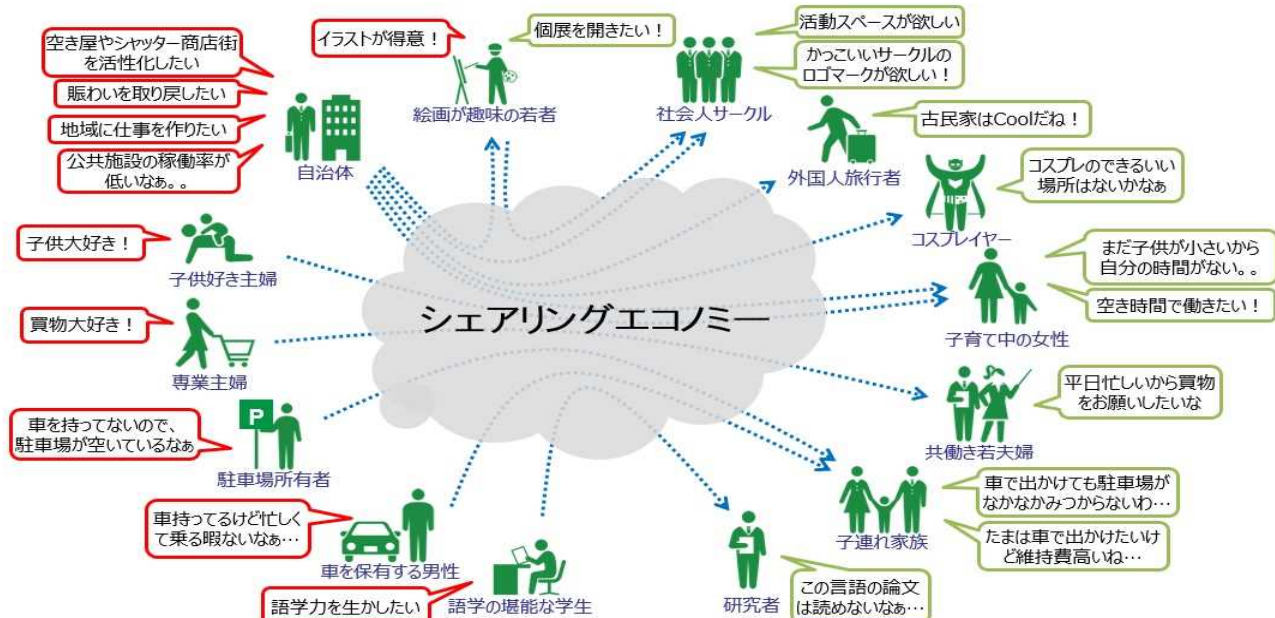 空き屋やシャッター商店街
を活性化したい
賑わいを取り戻したい
地域に仕事を作りたい
公共施設の稼働率が
低いなぁ。。
自治体
イラストが得意！
個展を開きたい！
絵画が趣味の若者
活動スペースが欲しい
かっこいいサークルの
ロゴマークが欲しい！
社会人サークル
古民家はCoolだね！
外国人旅行者
コスプレのできるいい
場所はないかなぁ
コスプレイヤー
子供大好き！
子供好き主婦
まだ子供が小さいから
自分の時間がない。。
空き時間で働きたい！
子育て中の女性
シェアリングエコノミー
買物大好き！
専業主婦
平日忙しいから買物
をお願いしたいな
共働き若夫婦
車を持ってないので、
駐車場が空いているなぁ
P
駐車場所有者
車で出かけても駐車場が
なかなかみつからないわ…
たまは車で出かけたいけ
ど維持費高いね…
子連れ家族
車持ってるけど忙しく
て乗る暇ないなぁ…
車を保有する男性
語学力を生かしたい
語学の堪能な学生
研究者
この言語の論文
は読めないなぁ…